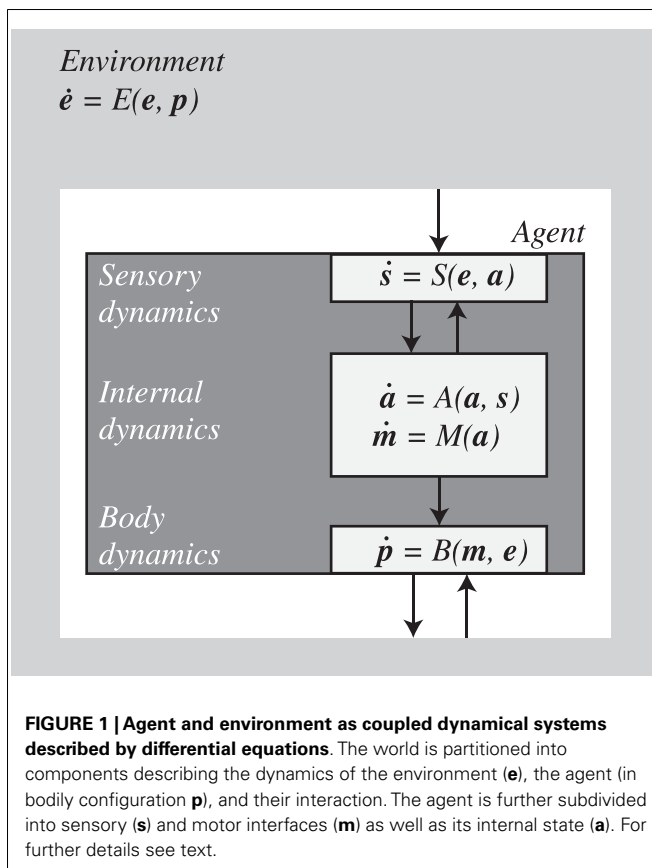 Environment
ė = E(e, p)
Agent
Sensory
dynamics
ṡ = S(e, a)
Internal
dynamics
ȧ = A(a, s)
ṁ = M(a)
Body
dynamics
ṗ = B(m, e)
FIGURE 1 | Agent and environment as coupled dynamical systems
described by differential equations. The world is partitioned into
components describing the dynamics of the environment (e), the agent (in
bodily configuration p), and their interaction. The agent is further subdivided
into sensory (s) and motor interfaces (m) as well as its internal state (a). For
further details see text.